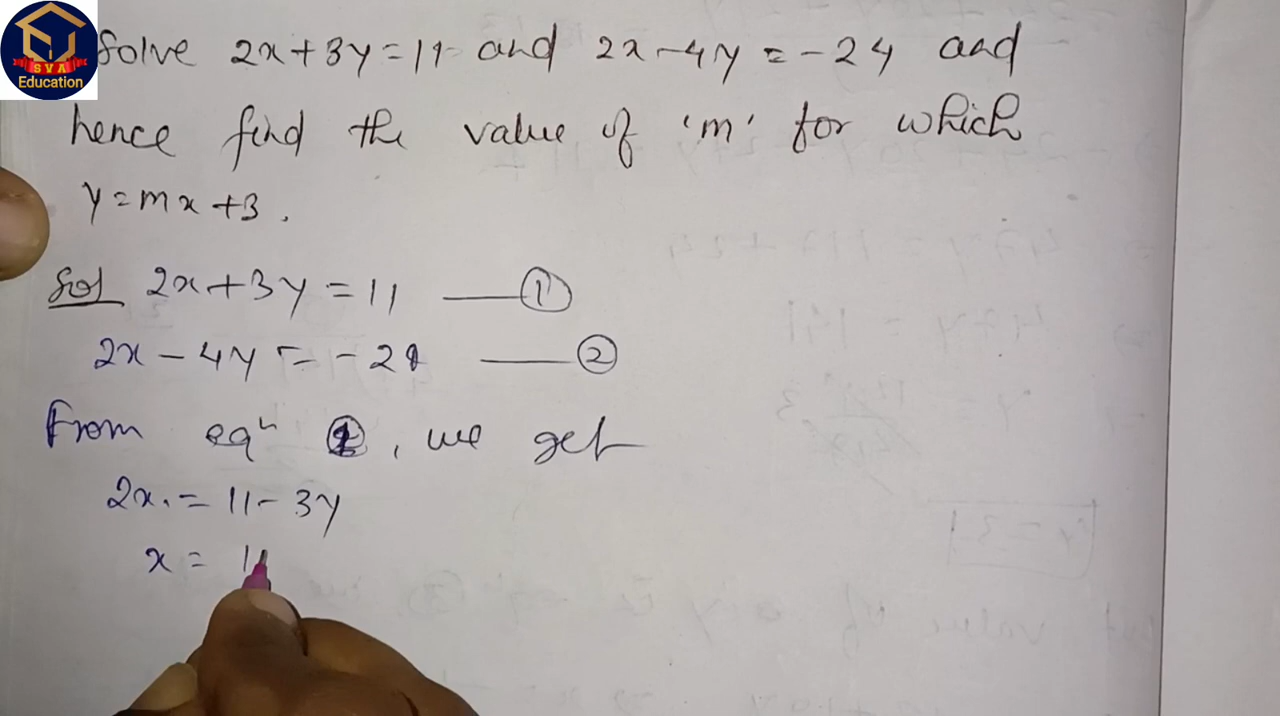 SVA
Education
Solve 2x+3y=11 and 2x-4y=-24 and
hence find the value of 'm' for which
y=mx+3.
Sol 2x+3y=11 —— ①
2x-4y=-24 —— ②
From eqn ①, we get
2x.=11-3y
x= 11